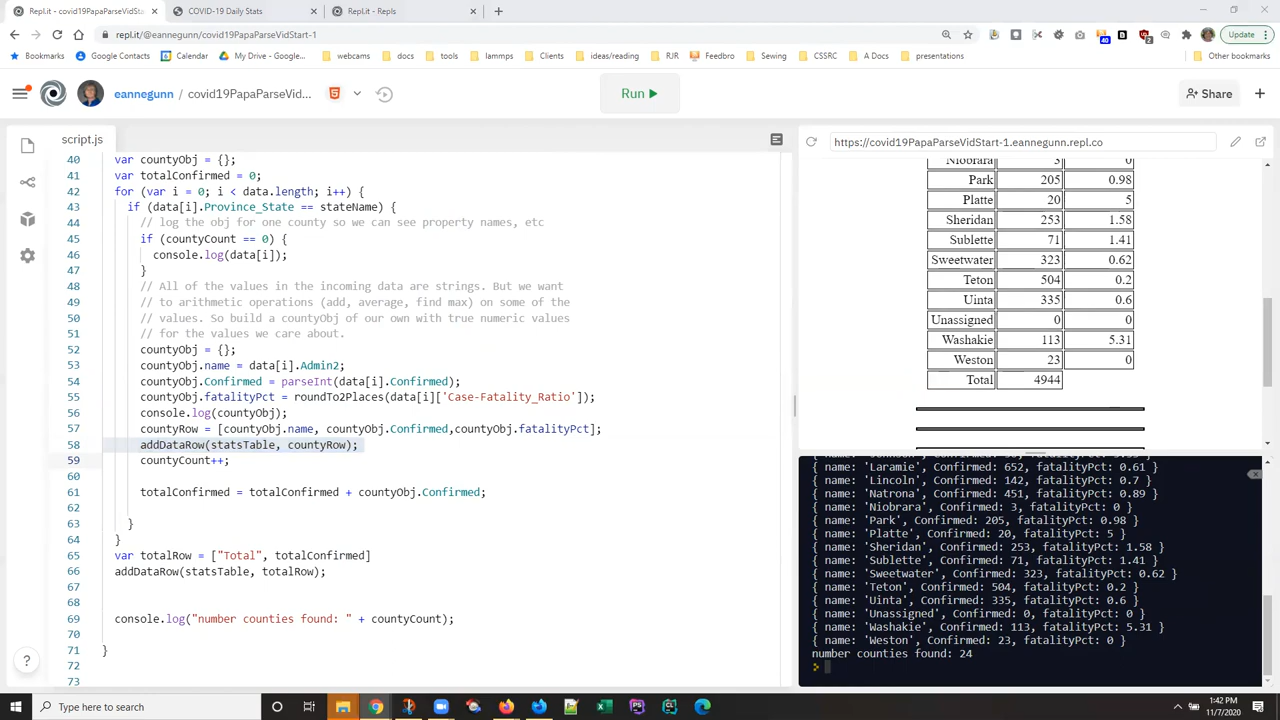 Repl.it - covid19PapaParseVidSta
COVID-19 Daily Stats
Repl.it - Repls
repl.it/@eannegunn/covid19PapaParseVidStart-1
Update
Bookmarks
Google Contacts
Calendar
My Drive - Google...
webcams
docs
tools
lammps
Clients
ideas/reading
RJR
Feedbro
Sewing
CSSRC
A Docs
presentations
Other bookmarks
eannegunn / covid19PapaParseVid...
Run
Share
script.js
https://covid19PapaParseVidStart-1.eannegunn.repl.co
40 var countyObj = {};
41 var totalConfirmed = 0;
42 for (var i = 0; i < data.length; i++) {
43 if (data[i].Province_State == stateName) {
44 // log the obj for one county so we can see property names, etc
45 if (countyCount == 0) {
46 console.log(data[i]);
47 }
48 // All of the values in the incoming data are strings. But we want
49 // to arithmetic operations (add, average, find max) on some of the
50 // values. So build a countyObj of our own with true numeric values
51 // for the values we care about.
52 countyObj = {};
53 countyObj.name = data[i].Admin2;
54 countyObj.Confirmed = parseInt(data[i].Confirmed);
55 countyObj.fatalityPct = roundTo2Places(data[i]['Case-Fatality_Ratio']);
56 console.log(countyObj);
57 countyRow = [countyObj.name, countyObj.Confirmed,countyObj.fatalityPct];
58 addDataRow(statsTable, countyRow);
59 countyCount++;
60
61 totalConfirmed = totalConfirmed + countyObj.Confirmed;
62
63 }
64 }
65 var totalRow = ["Total", totalConfirmed]
66 addDataRow(statsTable, totalRow);
67
68
69 console.log("number counties found: " + countyCount);
70
71 }
72
73
Niobrara 3 0
Park 205 0.98
Platte 20 5
Sheridan 253 1.58
Sublette 71 1.41
Sweetwater 323 0.62
Teton 504 0.2
Uinta 335 0.6
Unassigned 0 0
Washakie 113 5.31
Weston 23 0
Total 4944
{ name: 'Laramie', Confirmed: 652, fatalityPct: 0.61 }
{ name: 'Lincoln', Confirmed: 142, fatalityPct: 0.7 }
{ name: 'Natrona', Confirmed: 451, fatalityPct: 0.89 }
{ name: 'Niobrara', Confirmed: 3, fatalityPct: 0 }
{ name: 'Park', Confirmed: 205, fatalityPct: 0.98 }
{ name: 'Platte', Confirmed: 20, fatalityPct: 5 }
{ name: 'Sheridan', Confirmed: 253, fatalityPct: 1.58 }
{ name: 'Sublette', Confirmed: 71, fatalityPct: 1.41 }
{ name: 'Sweetwater', Confirmed: 323, fatalityPct: 0.62 }
{ name: 'Teton', Confirmed: 504, fatalityPct: 0.2 }
{ name: 'Uinta', Confirmed: 335, fatalityPct: 0.6 }
{ name: 'Unassigned', Confirmed: 0, fatalityPct: 0 }
{ name: 'Washakie', Confirmed: 113, fatalityPct: 5.31 }
{ name: 'Weston', Confirmed: 23, fatalityPct: 0 }
number counties found: 24
>
?
Type here to search
1:42 PM
11/7/2020